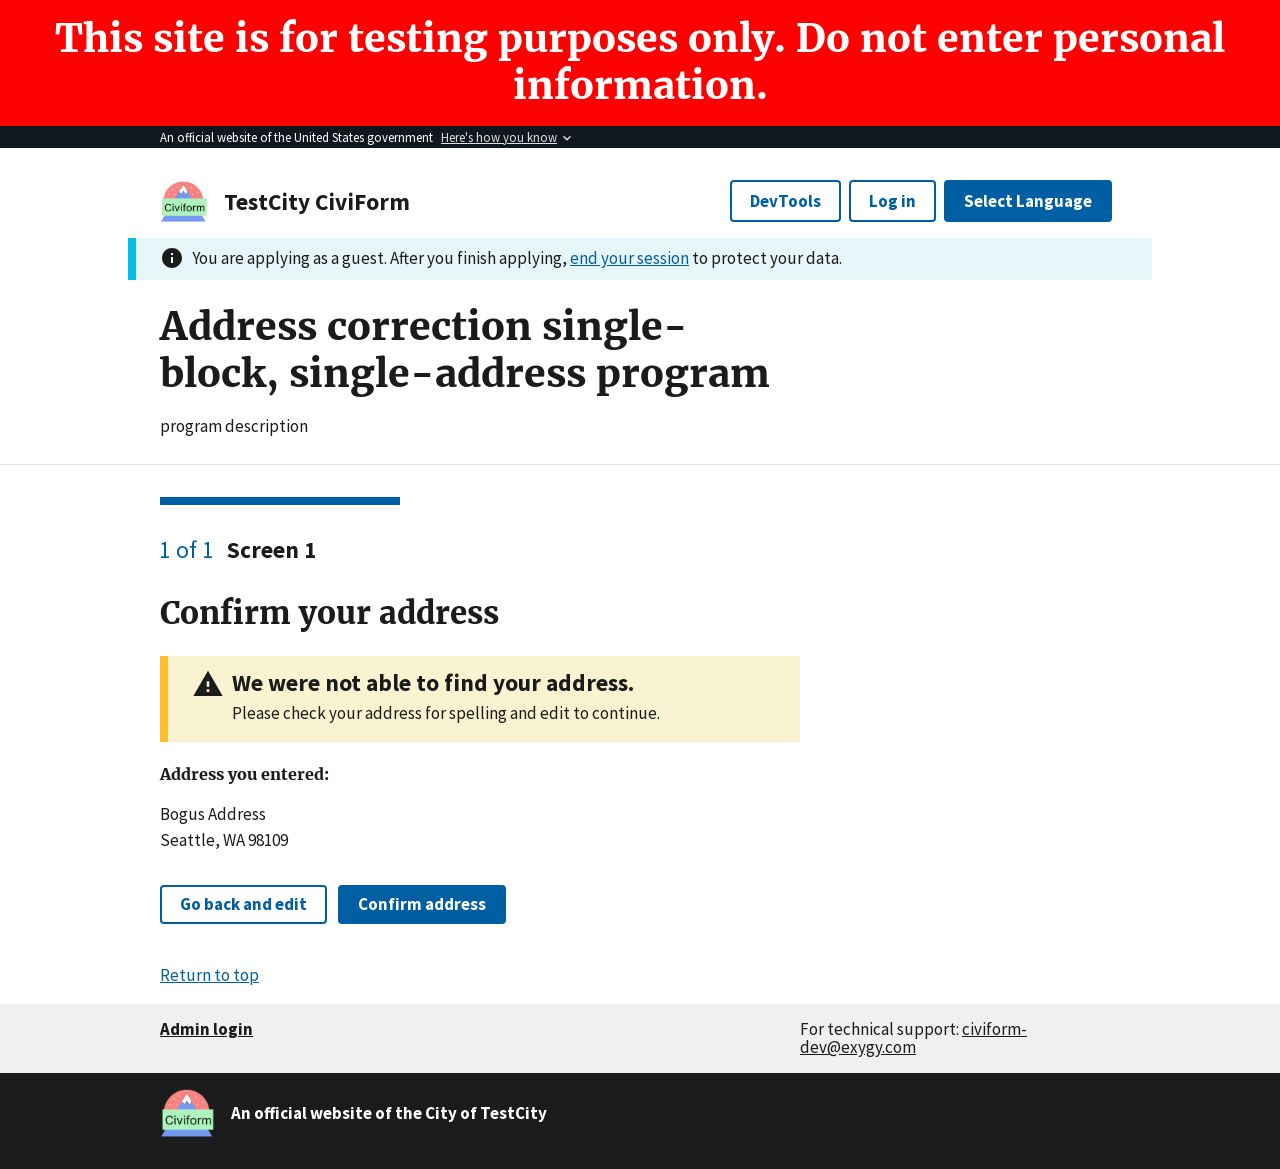 This site is for testing purposes only. Do not enter personal
information.
An official website of the United States government Here's how you know
Civiform
TestCity CiviForm
DevTools
Log in
Select Language
You are applying as a guest. After you finish applying, end your session to protect your data.
Address correction single-
block, single-address program
program description
1 of 1 Screen 1
Confirm your address
We were not able to find your address.
Please check your address for spelling and edit to continue.
Address you entered:
Bogus Address
Seattle, WA 98109
Go back and edit
Confirm address
Return to top
Admin login
For technical support: civiform-
dev@exygy.com
Civiform
An official website of the City of TestCity